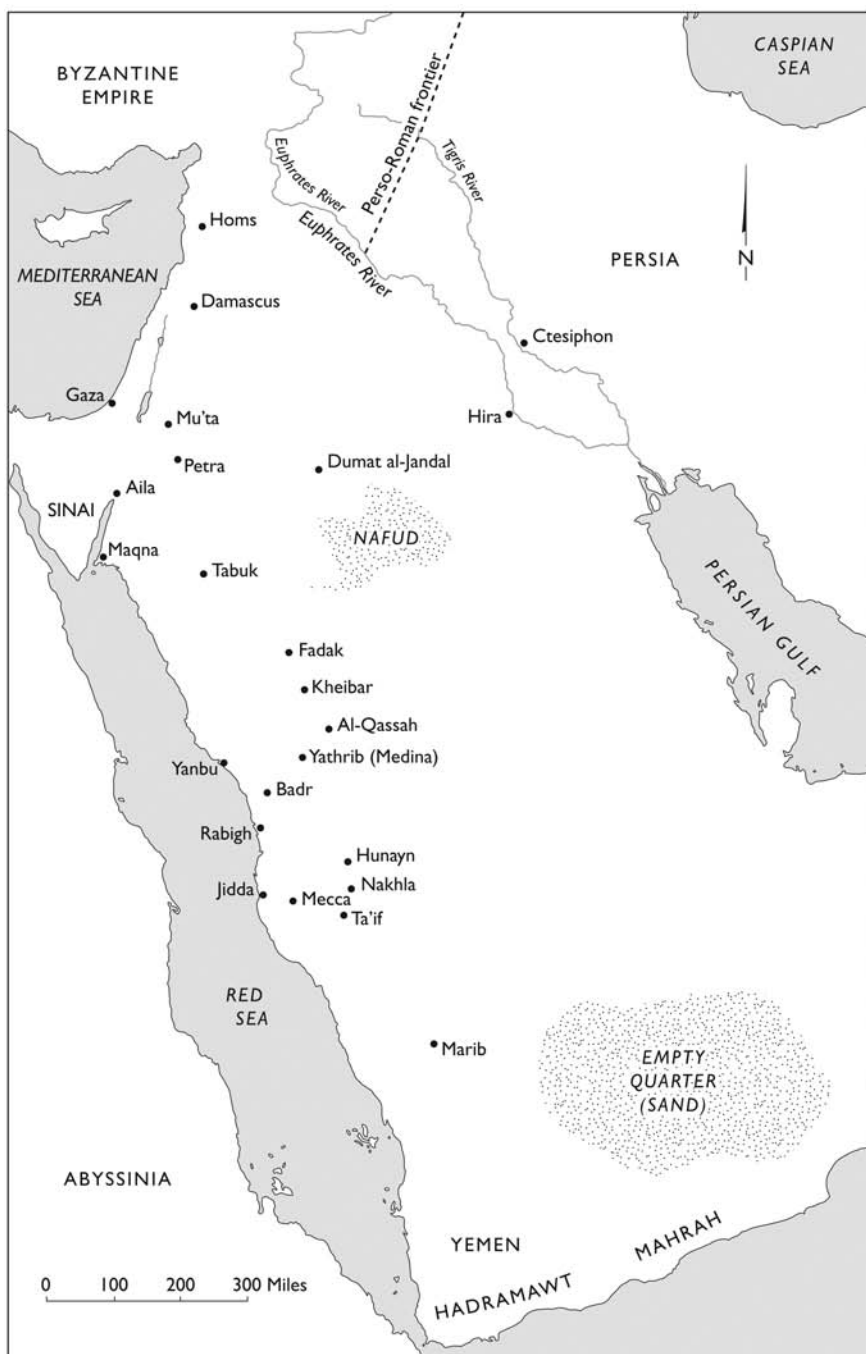 BYZANTINE
EMPIRE
CASPIAN
SEA
Perso-Roman frontier
Tigris River
Euphrates River
Euphrates River
Homs
MEDITERRANEAN
SEA
PERSIA
N
Damascus
Ctesiphon
Gaza
Mu'ta
Hira
Petra
Dumat al-Jandal
Aila
SINAI
NAFUD
Maqna
Tabuk
PERSIAN GULF
Fadak
Kheibar
Al-Qassah
Yathrib (Medina)
Yanbu
Badr
Rabigh
Hunayn
Nakhla
Jidda
Mecca
Ta'if
RED
SEA
Marib
EMPTY
QUARTER
(SAND)
ABYSSINIA
YEMEN
MAHRAH
HADRAMAWT
0 100 200 300 Miles